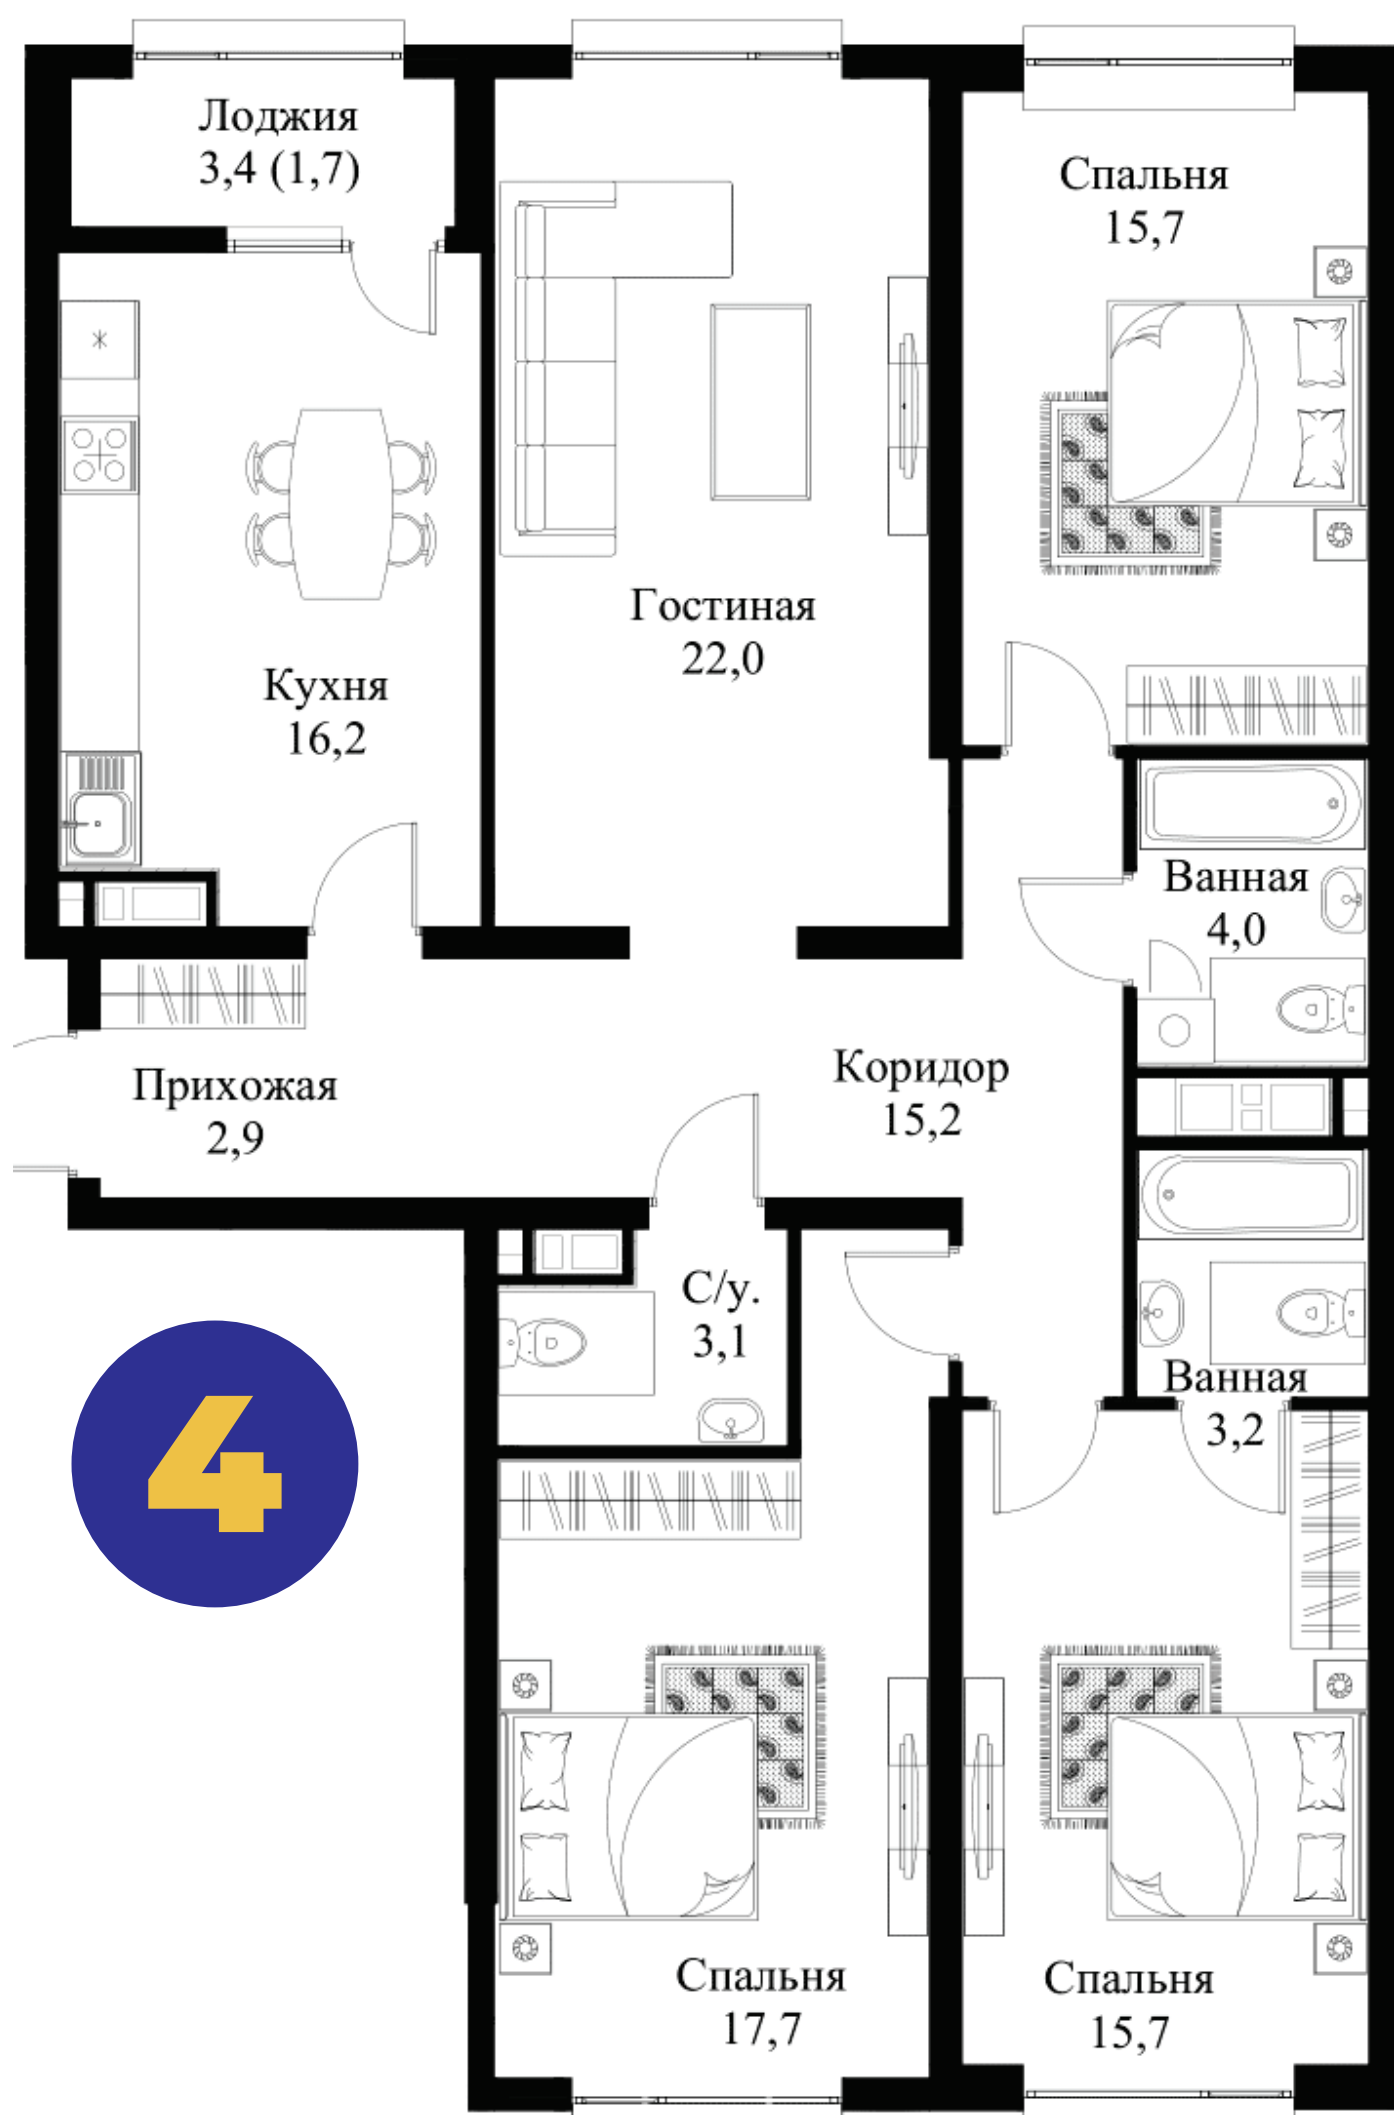 Лоджия
3,4 (1,7)
Спальня
15,7
Гостиная
22,0
Кухня
16,2
Ванная
4,0
Прихожая
2,9
Коридор
15,2
С/у.
3,1
Ванная
3,2
4
Спальня
17,7
Спальня
15,7